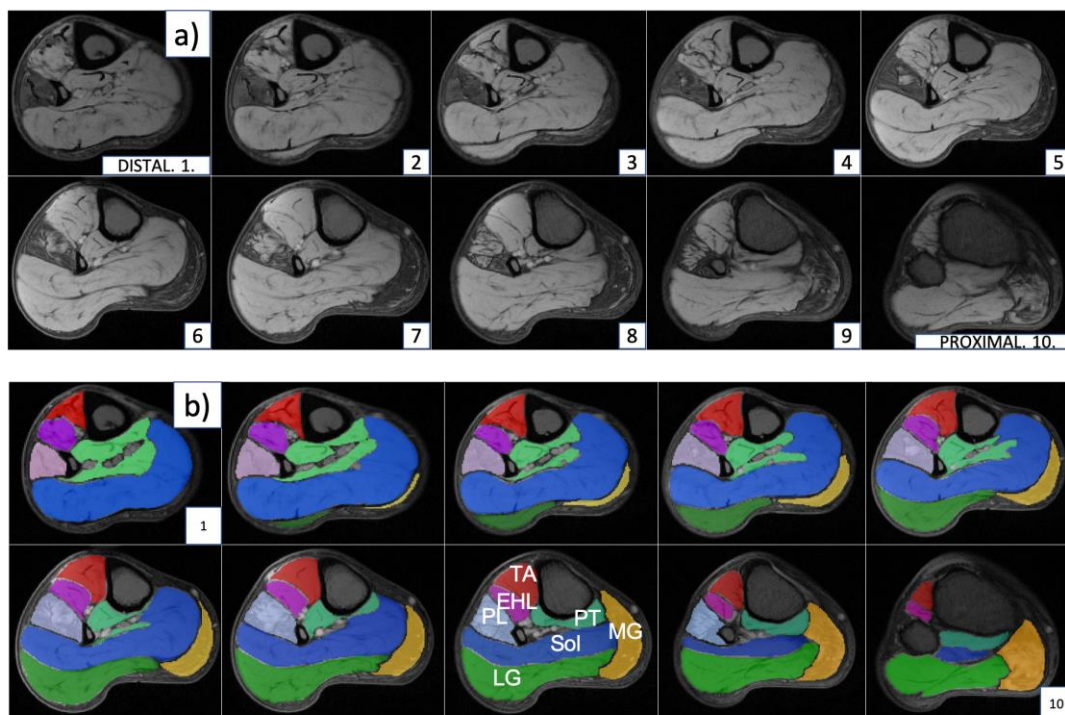 a)
DISTAL. 1.
2
3
4
5
6
7
8
9
PROXIMAL. 10.
b)
1
TA
EHL
PL
PT
MG
Sol
LG
10